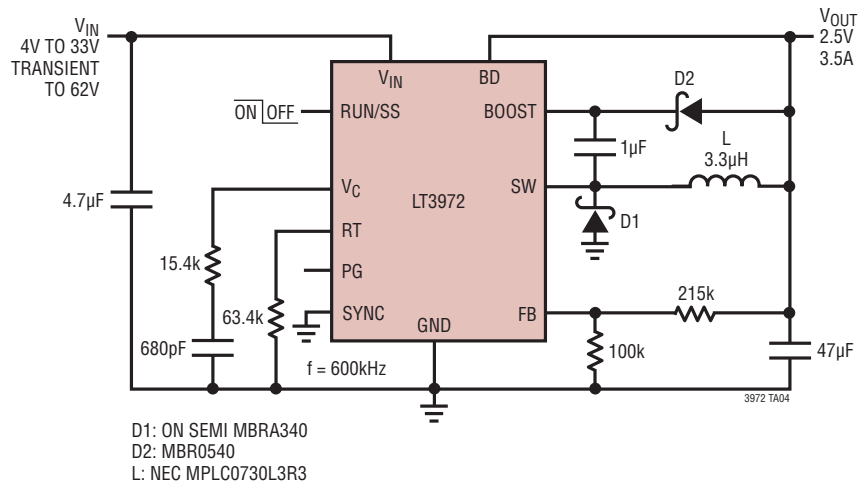 VIN
4V TO 33V
TRANSIENT
TO 62V
VOUT
2.5V
3.5A
VIN
BD
D2
ON OFF
RUN/SS
BOOST
L
3.3µH
1µF
4.7µF
VC
LT3972
SW
D1
RT
15.4k
PG
63.4k
215k
SYNC
GND
FB
680pF
f = 600kHz
100k
47µF
3972 TA04
D1: ON SEMI MBRA340
D2: MBR0540
L: NEC MPLC0730L3R3